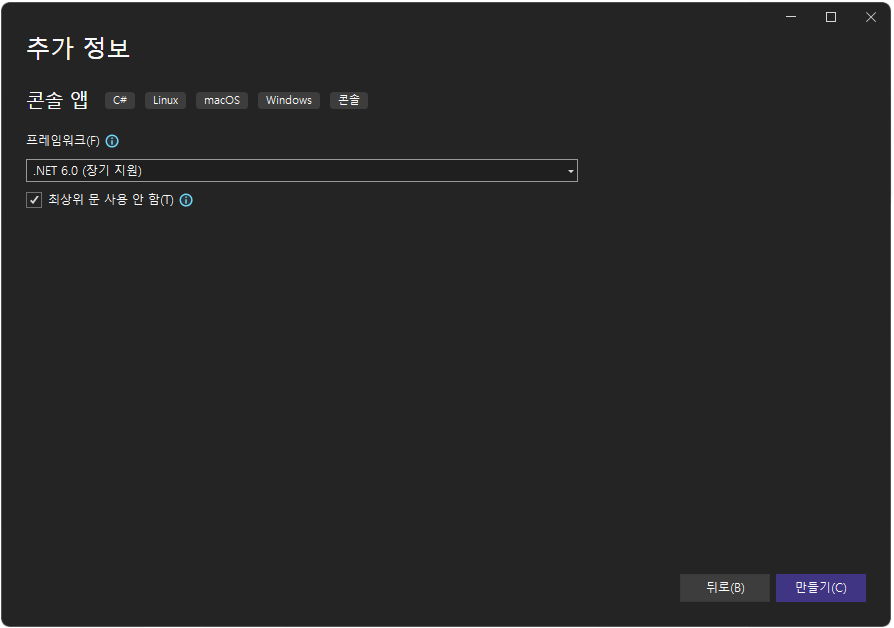 추가 정보
콘솔 앱 C# Linux macOS Windows 콘솔
프레임워크(F)
.NET 6.0 (장기 지원)
최상위 문 사용 안 함(T)
뒤로(B) 만들기(C)